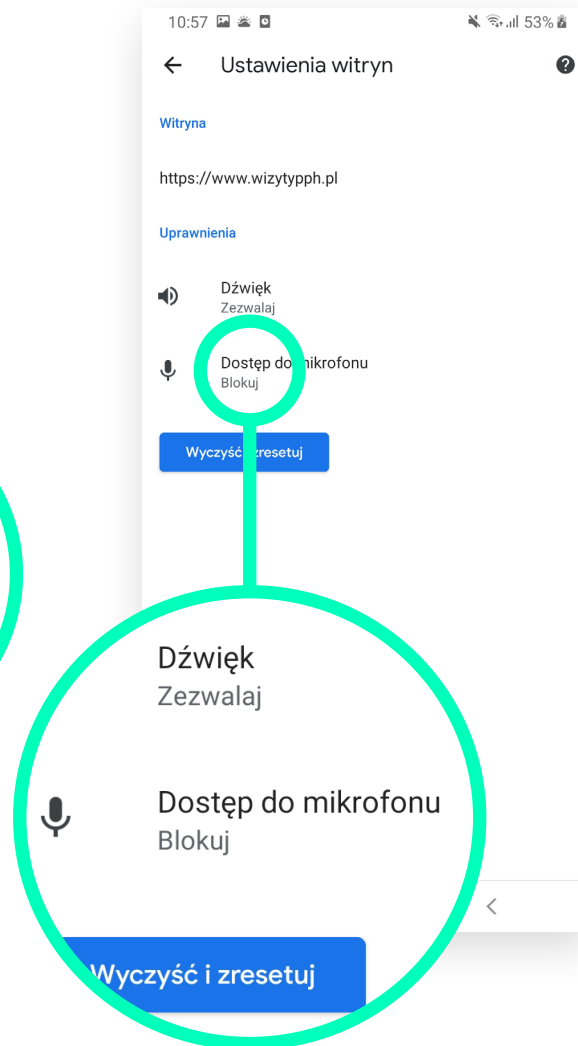 10:57
53%
Ustawienia witryn
Witryna
https://www.wizytypph.pl
Uprawnienia
Dźwięk
Zezwalaj
Dostęp do mikrofonu
Blokuj
Wyczyść i zresetuj
Dźwięk
Zezwalaj
Dostęp do mikrofonu
Blokuj
Wyczyść i zresetuj